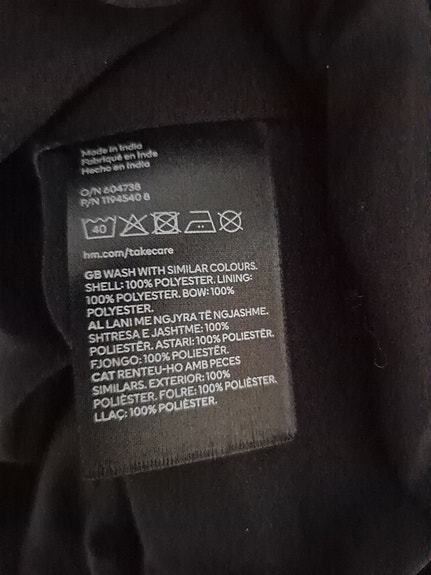 Made in India
Fabriqué en Inde
Hecho en India
O/N 604738
P/N 1194540 8
40
hm.com/takecare
GB WASH WITH SIMILAR COLOURS.
SHELL: 100% POLYESTER. LINING:
100% POLYESTER. BOW: 100%
POLYESTER.
AL LANI ME NGJYRA TË NGJASHME.
SHTRESA E JASHTME: 100%
POLIESTËR. ASTARI: 100% POLIESTËR.
FJONGO: 100% POLIESTËR.
CAT RENTEU-HO AMB PECES
SIMILARS. EXTERIOR: 100%
POLIÈSTER. FOLRE: 100% POLIÈSTER.
LLAÇ: 100% POLIÈSTER.